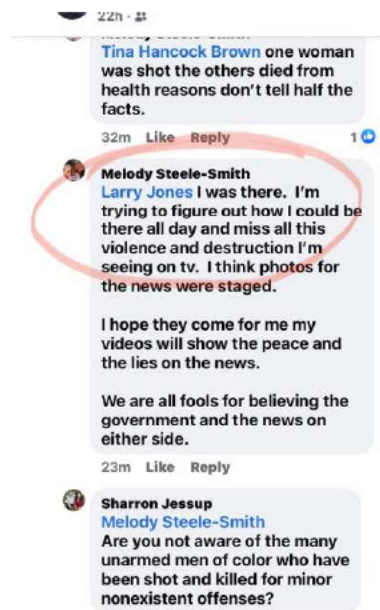 22h
Tina Hancock Brown one woman
was shot the others died from
health reasons don't tell half the
facts.
32m Like Reply 1
Melody Steele-Smith
Larry Jones I was there. I'm
trying to figure out how I could be
there all day and miss all this
violence and destruction I'm
seeing on tv. I think photos for
the news were staged.
I hope they come for me my
videos will show the peace and
the lies on the news.
We are all fools for believing the
government and the news on
either side.
23m Like Reply
Sharron Jessup
Melody Steele-Smith
Are you not aware of the many
unarmed men of color who have
been shot and killed for minor
nonexistent offenses?